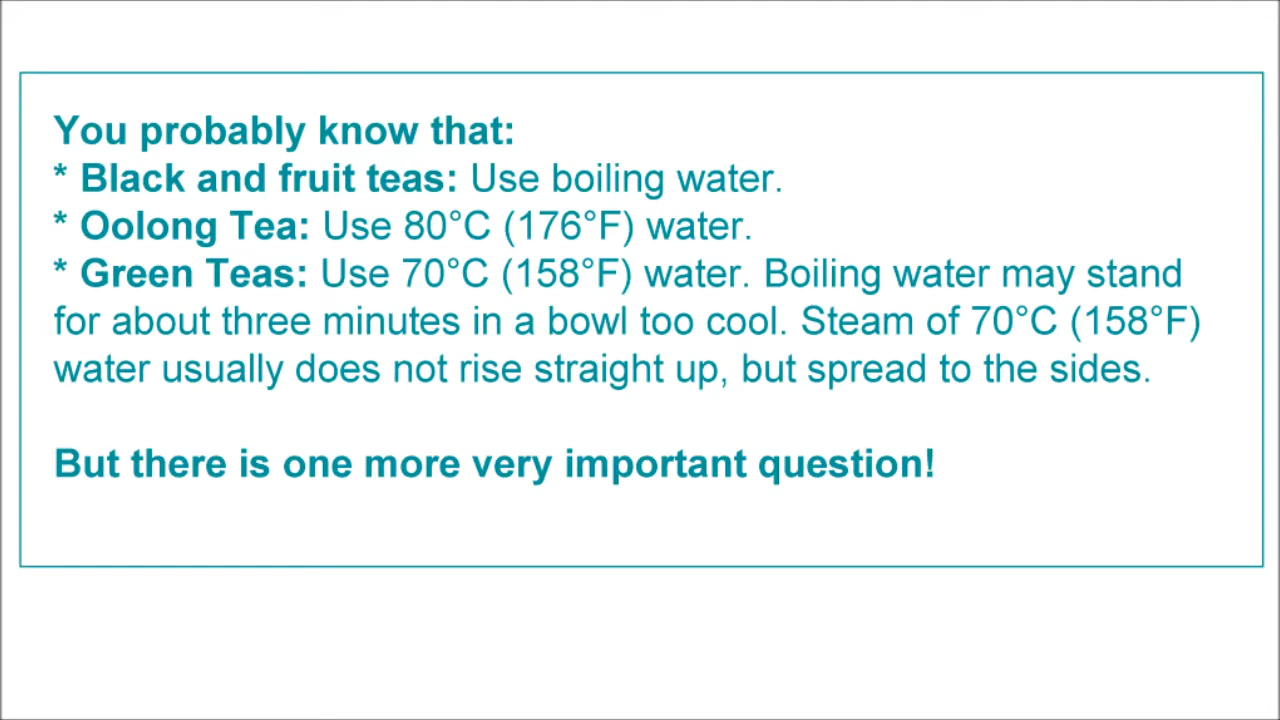 You probably know that:
* Black and fruit teas: Use boiling water.
* Oolong Tea: Use 80°C (176°F) water.
* Green Teas: Use 70°C (158°F) water. Boiling water may stand
for about three minutes in a bowl too cool. Steam of 70°C (158°F)
water usually does not rise straight up, but spread to the sides.
But there is one more very important question!